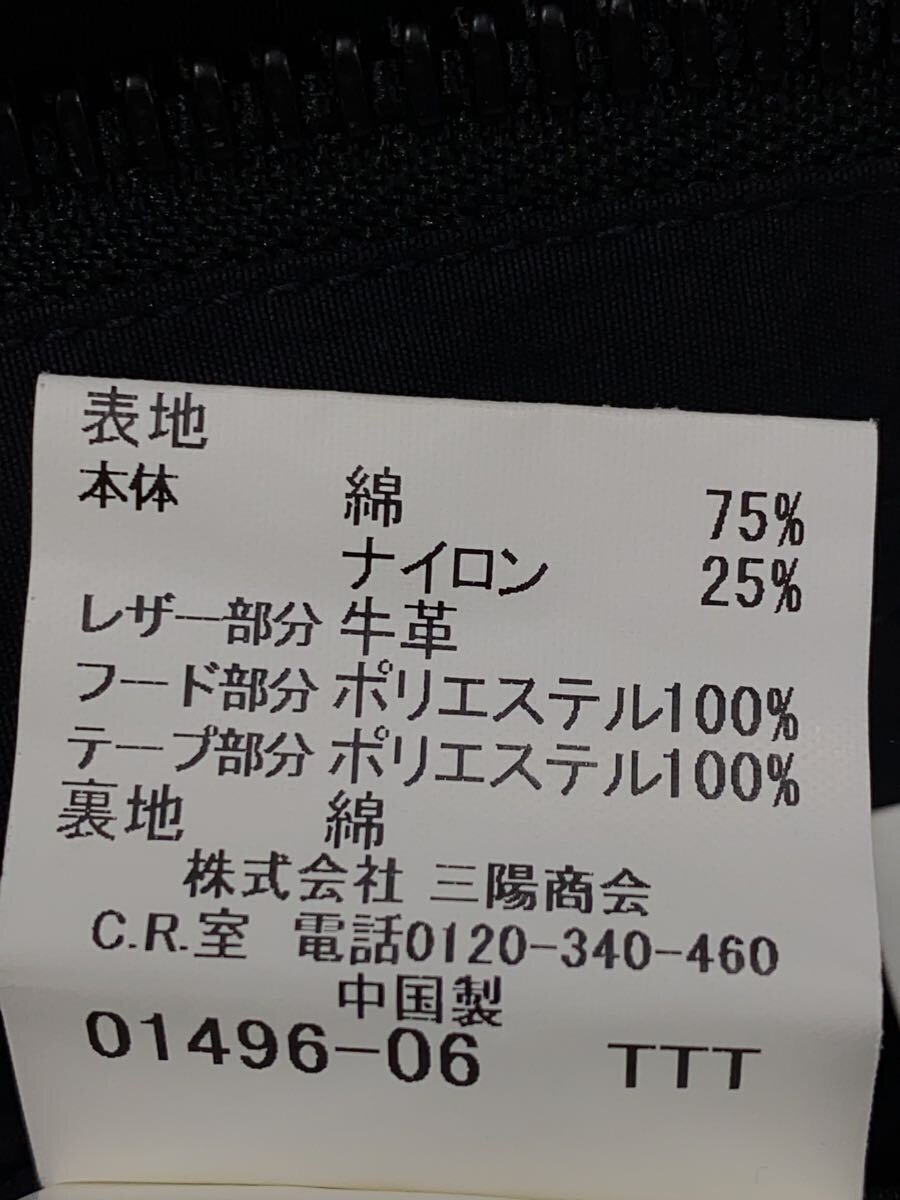 表地
本体 綿 75%
ナイロン 25%
レザー部分 牛革
フード部分 ポリエステル100%
テープ部分 ポリエステル100%
裏地 綿
株式会社 三陽商会
C.R.室 電話0120-340-460
中国製
01496-06 TTT